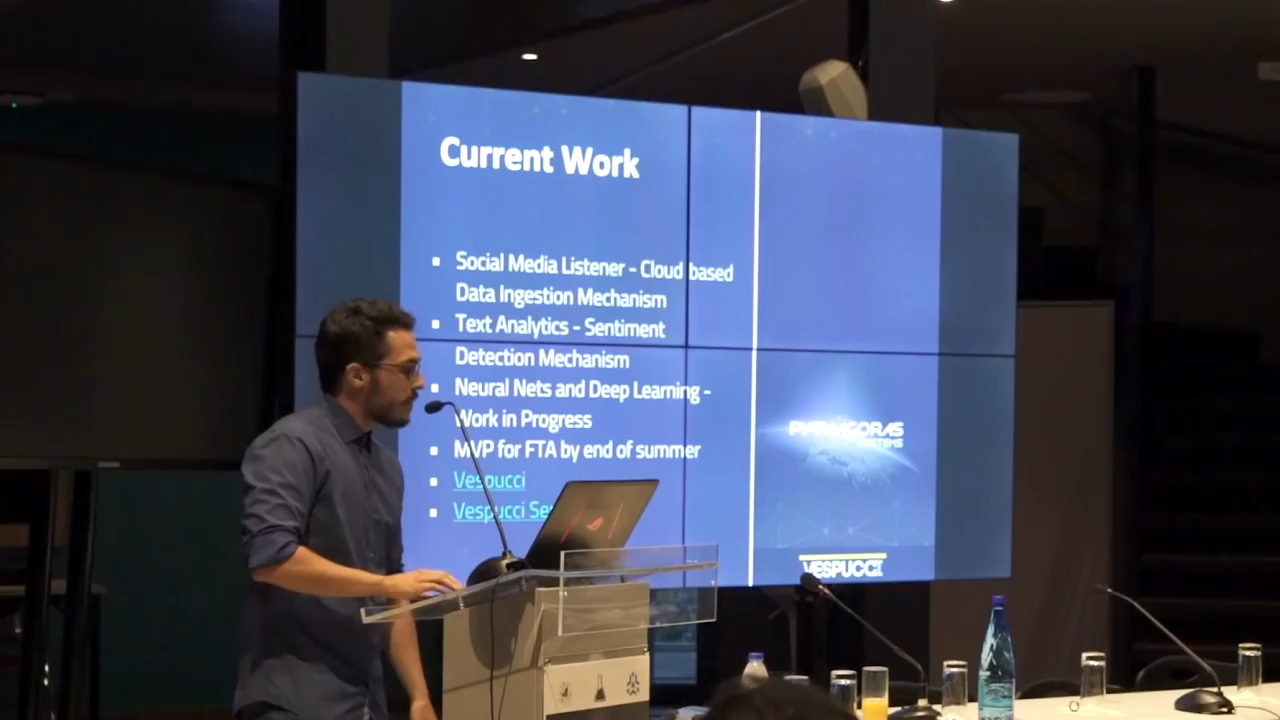 Current Work
Social Media Listener - Cloud based
Data Ingestion Mechanism
Text Analytics - Sentiment
Detection Mechanism
Neural Nets and Deep Learning -
Work in Progress
MVP for FTA by end of summer
Vespucci
Vespucci
PYTHAGORAS
SYSTEMS
VESPUCCI